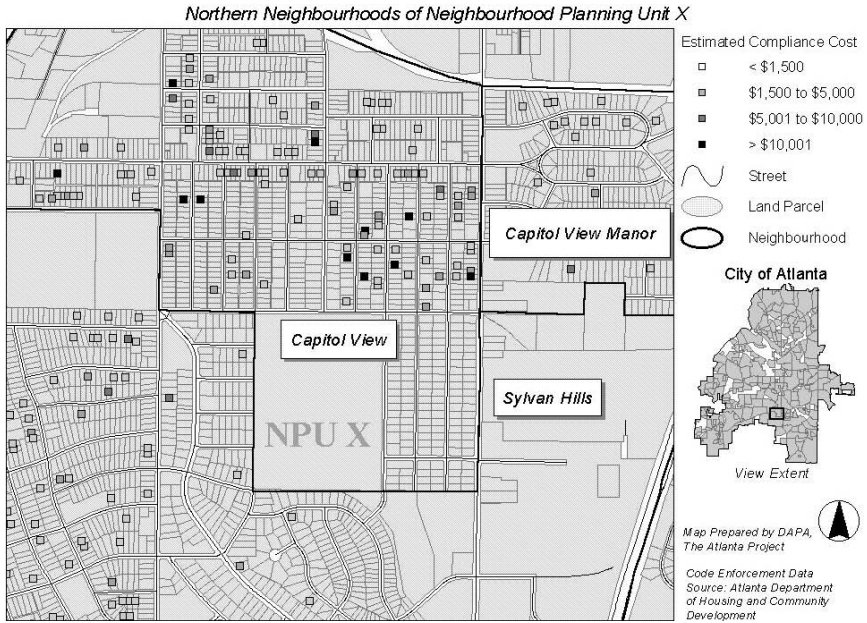 Northern Neighbourhoods of Neighbourhood Planning Unit X
Estimated Compliance Cost
< $1,500
$1,500 to $5,000
$5,001 to $10,000
> $10,001
Street
Land Parcel
Neighbourhood
Capitol View Manor
City of Atlanta
Capitol View
Sylvan Hills
NPU X
View Extent
Map Prepared by DAPA,
The Atlanta Project
Code Enforcement Data
Source: Atlanta Department
of Housing and Community
Development